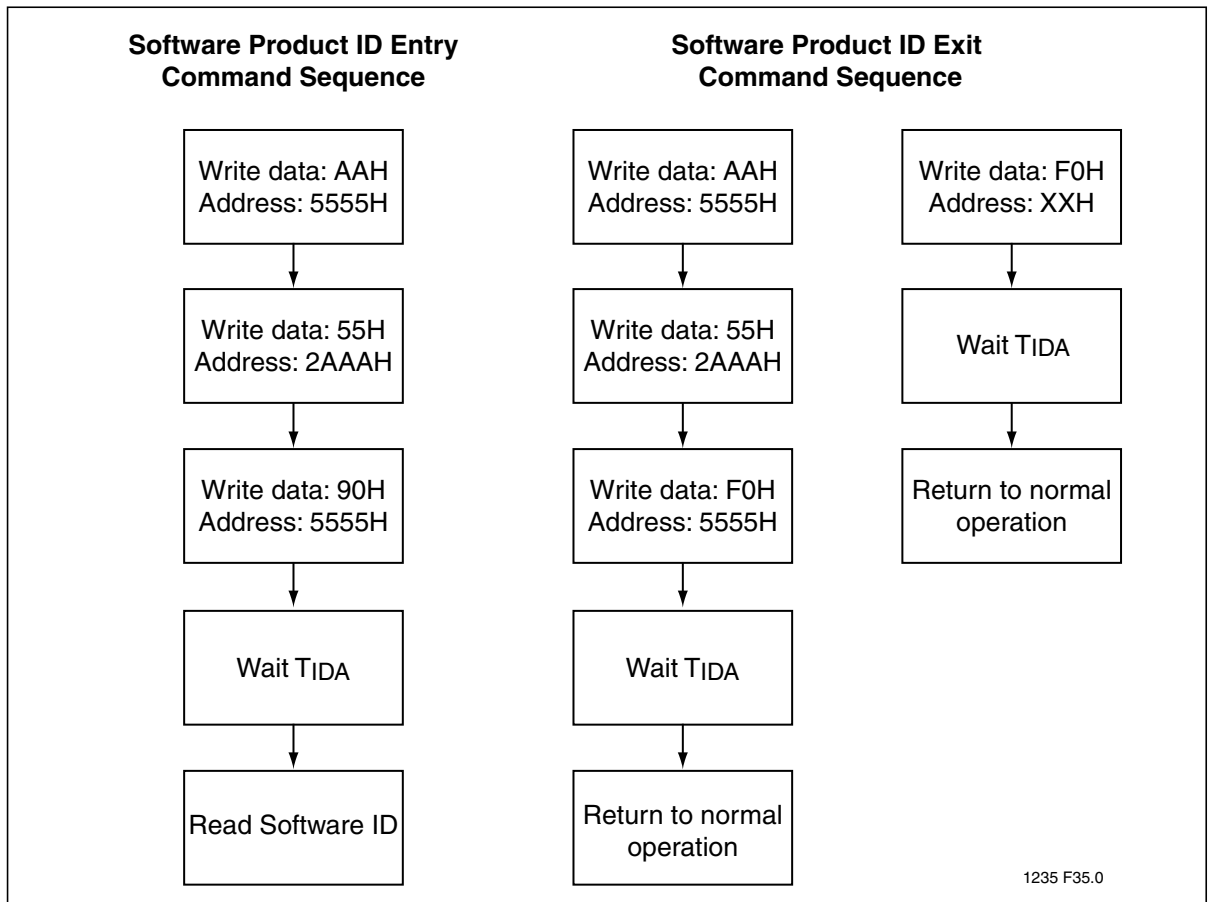 Software Product ID Entry
Command Sequence
Write data: AAH
Address: 5555H
Write data: 55H
Address: 2AAAH
Write data: 90H
Address: 5555H
Wait TIDA
Read Software ID
Software Product ID Exit
Command Sequence
Write data: AAH
Address: 5555H
Write data: 55H
Address: 2AAAH
Write data: F0H
Address: 5555H
Wait TIDA
Return to normal
operation
Write data: F0H
Address: XXH
Wait TIDA
Return to normal
operation
1235 F35.0